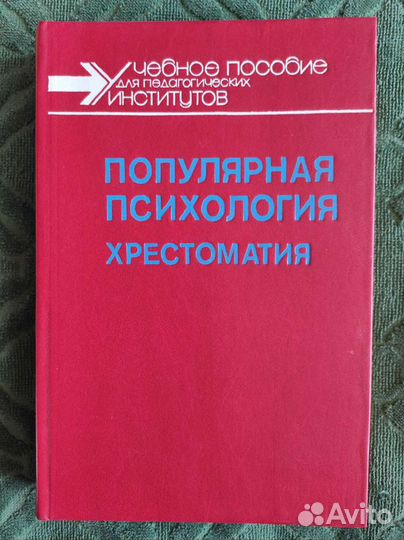 Учебное пособие
для педагогических
институтов
ПОПУЛЯРНАЯ
ПСИХОЛОГИЯ
ХРЕСТОМАТИЯ
Avito